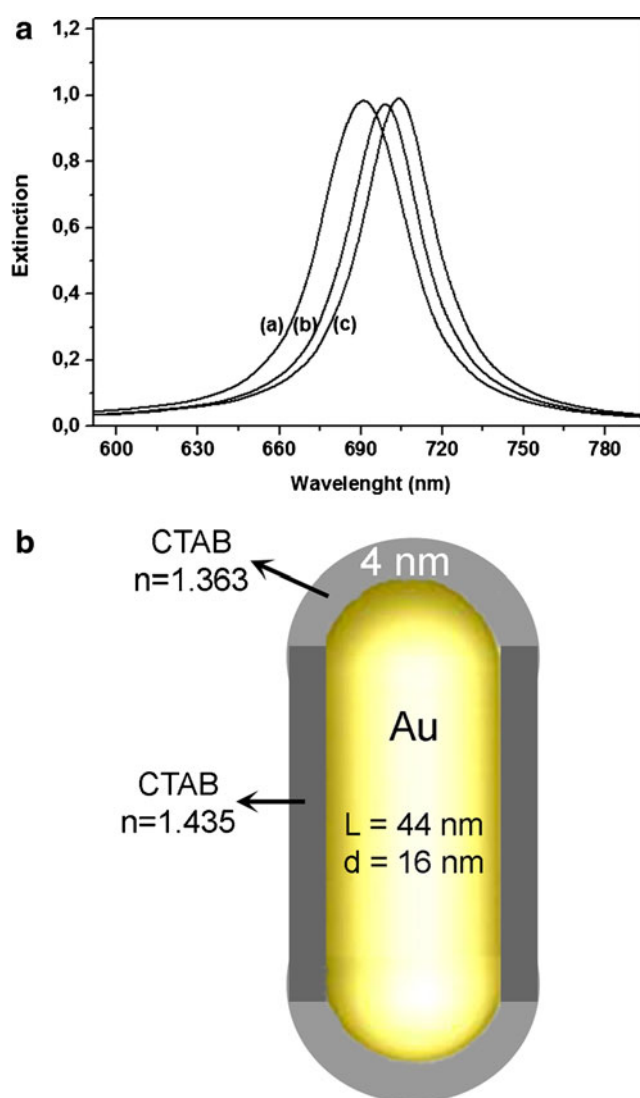 a
1,2
1,0
0,8
0,6
0,4
0,2
0,0
Extinction
(a) (b) (c)
600 630 660 690 720 750 780
Wavelenght (nm)
b
CTAB
n=1.363
4 nm
Au
CTAB
n=1.435
L = 44 nm
d = 16 nm